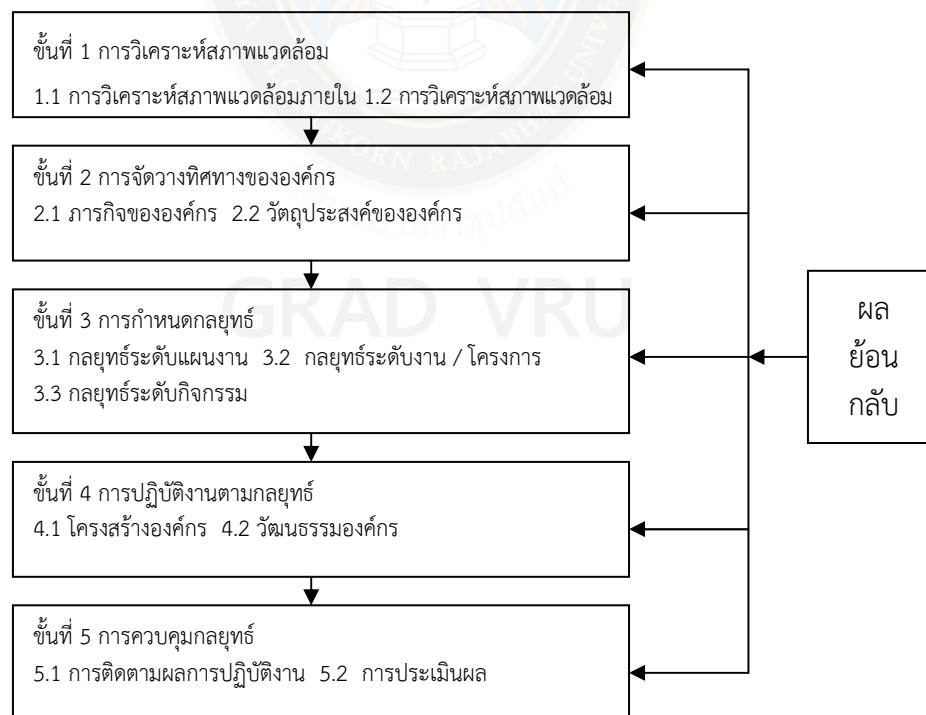 ขั้นที่ 1 การวิเคราะห์สภาพแวดล้อม
1.1 การวิเคราะห์สภาพแวดล้อมภายใน 1.2 การวิเคราะห์สภาพแวดล้อม
ขั้นที่ 2 การจัดวางทิศทางขององค์กร
2.1 ภารกิจขององค์กร 2.2 วัตถุประสงค์ขององค์กร
GRAD VRU
ขั้นที่ 3 การกำหนดกลยุทธ์
3.1 กลยุทธ์ระดับแผนงาน 3.2 กลยุทธ์ระดับงาน / โครงการ
3.3 กลยุทธ์ระดับกิจกรรม
ขั้นที่ 4 การปฏิบัติงานตามกลยุทธ์
4.1 โครงสร้างองค์กร 4.2 วัฒนธรรมองค์กร
ขั้นที่ 5 การควบคุมกลยุทธ์
5.1 การติดตามผลการปฏิบัติงาน 5.2 การประเมินผล
ผล
ย้อน
กลับ